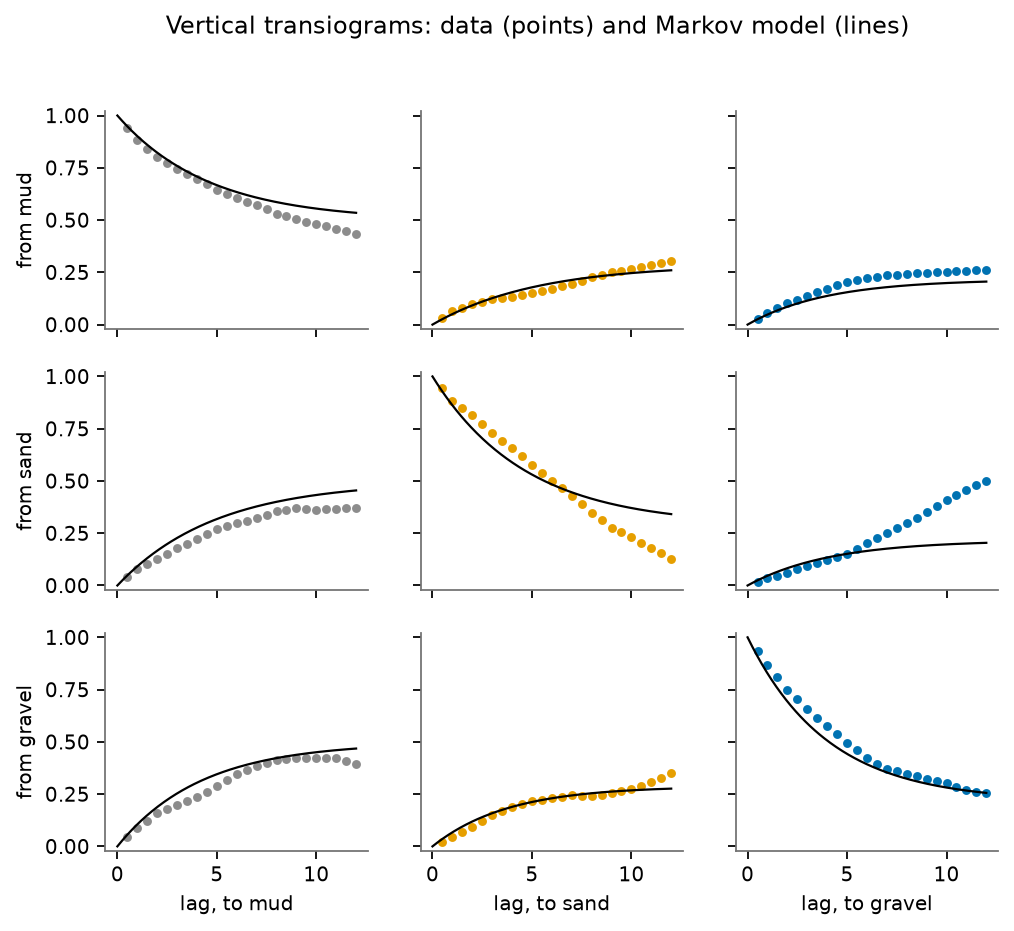 Vertical transiograms: data (points) and Markov model (lines)
1.00
0.75
0.50
0.25
0.00
from mud
1.00
0.75
0.50
0.25
0.00
from sand
1.00
0.75
0.50
0.25
0.00
from gravel
0 5 10
0 5 10
0 5 10
lag, to mud
lag, to sand
lag, to gravel